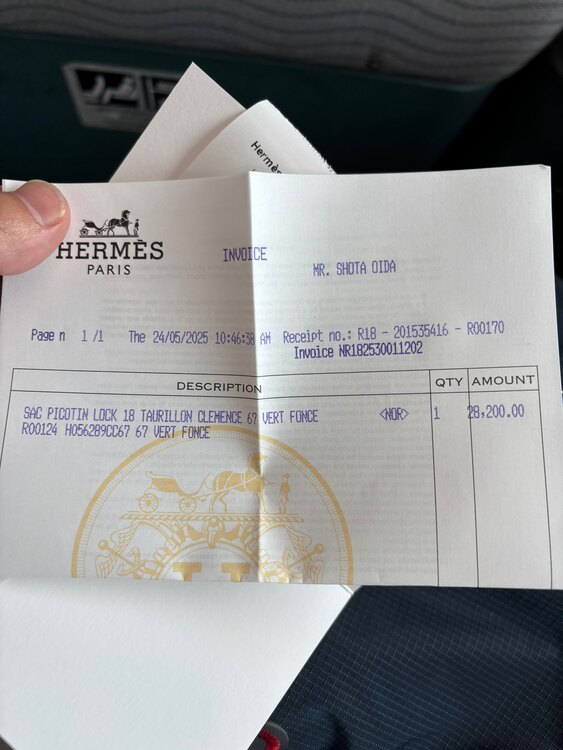 Hermès
HERMÈS
PARIS
INVOICE
MR. SHOTA OIDA
Page n 1 /1 The 24/05/2025 10:46:38 AM Receipt no.: R18 - 201535416 - R00170
Invoice NR182530011202
DESCRIPTION QTY AMOUNT
SAC PICOTIN LOCK 18 TAURILLON CLEMENCE 67 VERT FONCE <NOR> 1 28,200.00
R00124 H056289CC67 67 VERT FONCE